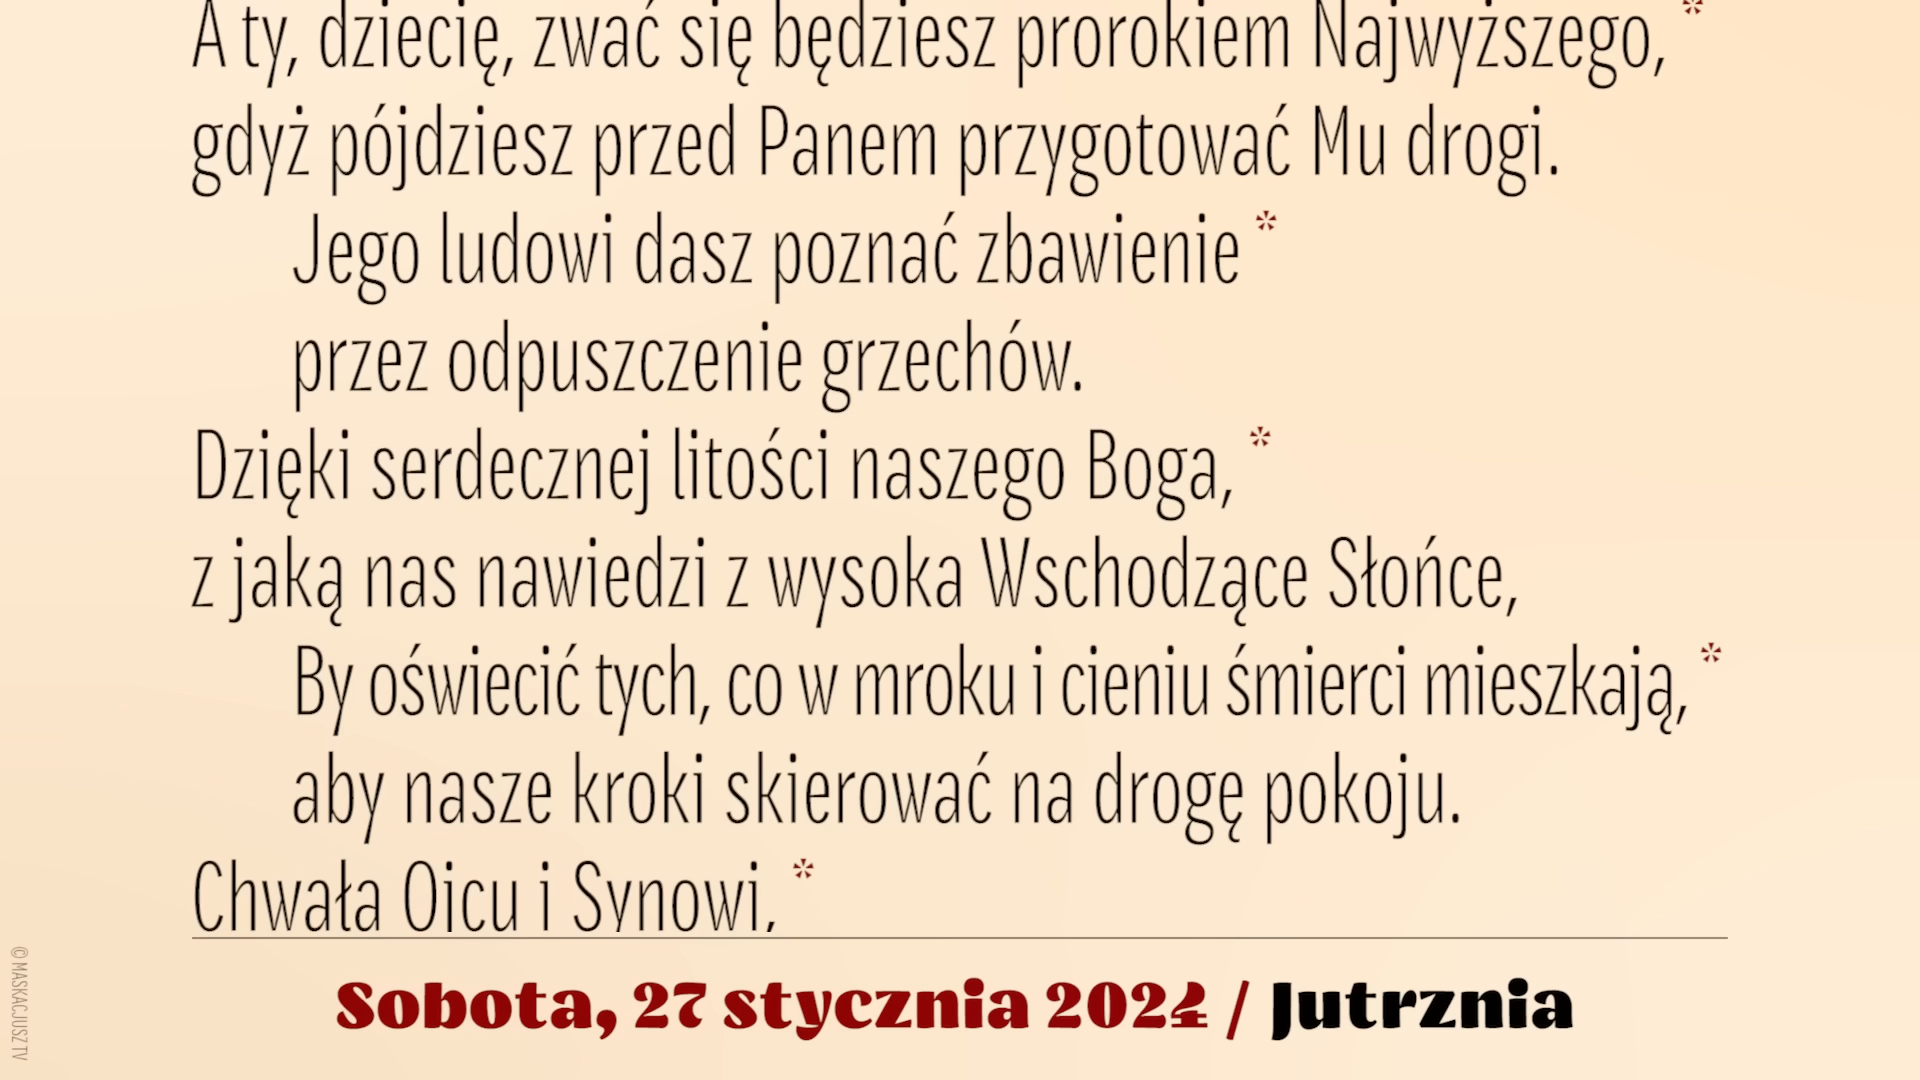 A ty, dziecię, zwać się będziesz prorokiem Najwyższego, *
gdyż pójdziesz przed Panem przygotować Mu drogi.
Jego ludowi dasz poznać zbawienie *
przez odpuszczenie grzechów.
Dzięki serdecznej litości naszego Boga, *
z jaką nas nawiedzi z wysoka Wschodzące Słońce,
By oświecić tych, co w mroku i cieniu śmierci mieszkają, *
aby nasze kroki skierować na drogę pokoju.
Chwała Ojcu i Synowi, *
Sobota, 27 stycznia 2024 / Jutrznia
© MASKACJUSZ TV